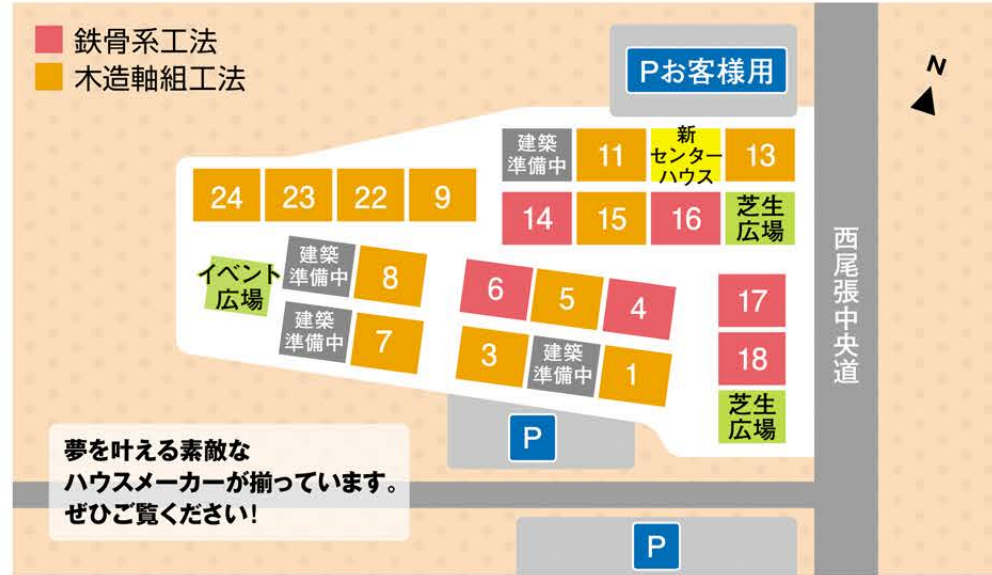 鉄骨系工法
木造軸組工法
Pお客様用
N
建築
準備中
11
新
センター
ハウス
13
24
23
22
9
14
15
16
芝生
広場
イベント
広場
建築
準備中
8
6
5
4
17
西尾張中央道
建築
準備中
7
3
建築
準備中
1
18
芝生
広場
P
夢を叶える素敵な
ハウスメーカーが揃っています。
ぜひご覧ください!
P